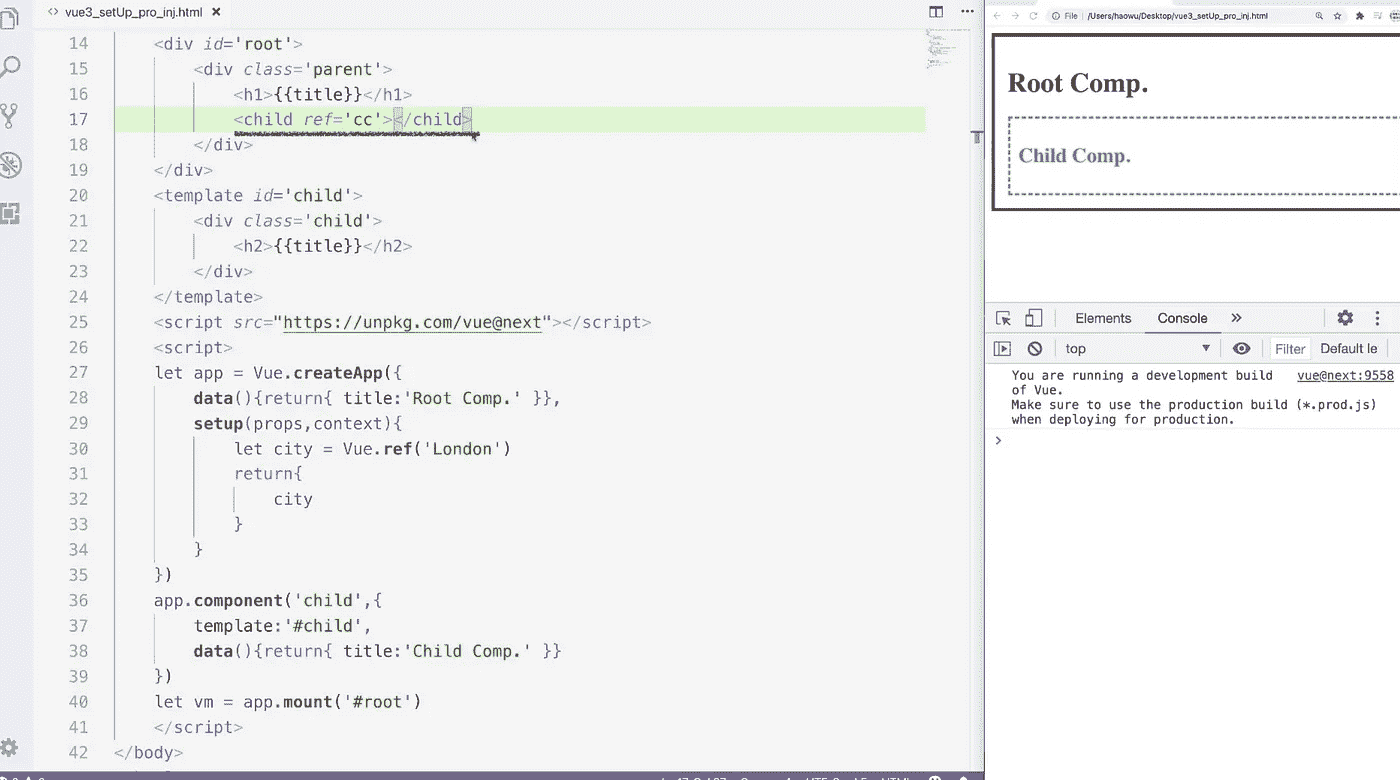 vue3_setUp_pro_inj.html ×
14 <div id='root'>
15 <div class='parent'>
16 <h1>{{title}}</h1>
17 <child ref='cc'></child>
18 </div>
19 </div>
20 <template id='child'>
21 <div class='child'>
22 <h2>{{title}}</h2>
23 </div>
24 </template>
25 <script src="https://unpkg.com/vue@next"></script>
26 <script>
27 let app = Vue.createApp({
28 data(){return{ title:'Root Comp.' }},
29 setup(props,context){
30 let city = Vue.ref('London')
31 return{
32 city
33 }
34 }
35 })
36 app.component('child',{
37 template:'#child',
38 data(){return{ title:'Child Comp.' }}
39 })
40 let vm = app.mount('#root')
41 </script>
42 </body>
File /Users/haowu/Desktop/vue3_setUp_pro_inj.html
Root Comp.
Child Comp.
Elements Console »
top Filter Default le
You are running a development build vue@next:9558
of Vue.
Make sure to use the production build (*.prod.js)
when deploying for production.